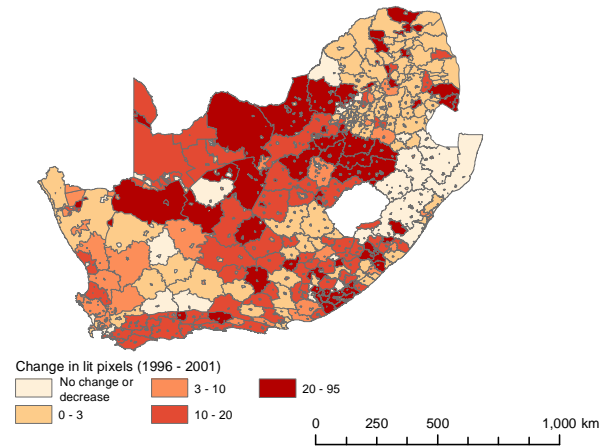 Change in lit pixels (1996 - 2001)
No change or
decrease
3 - 10
20 - 95
0 - 3
10 - 20
0 250 500 1,000 km